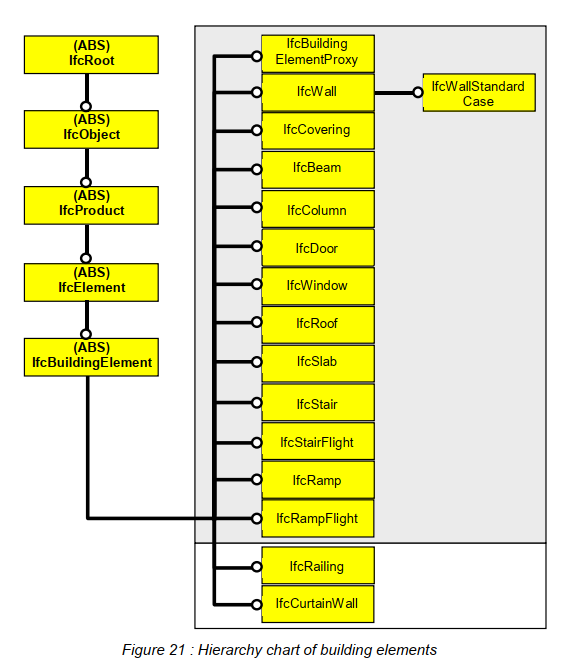 (ABS)
IfcRoot
(ABS)
IfcObject
(ABS)
IfcProduct
(ABS)
IfcElement
(ABS)
IfcBuildingElement
IfcBuilding
ElementProxy
IfcWall
IfcWallStandard
Case
IfcCovering
IfcBeam
IfcColumn
IfcDoor
IfcWindow
IfcRoof
IfcSlab
IfcStair
IfcStairFlight
IfcRamp
IfcRampFlight
IfcRailing
IfcCurtainWall
Figure 21 : Hierarchy chart of building elements